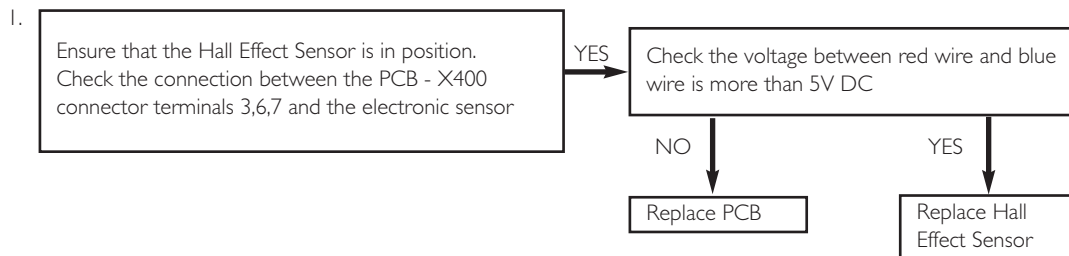 1.
Ensure that the Hall Effect Sensor is in position.
Check the connection between the PCB - X400
connector terminals 3,6,7 and the electronic sensor
YES
Check the voltage between red wire and blue
wire is more than 5V DC
NO
YES
Replace PCB
Replace Hall
Effect Sensor